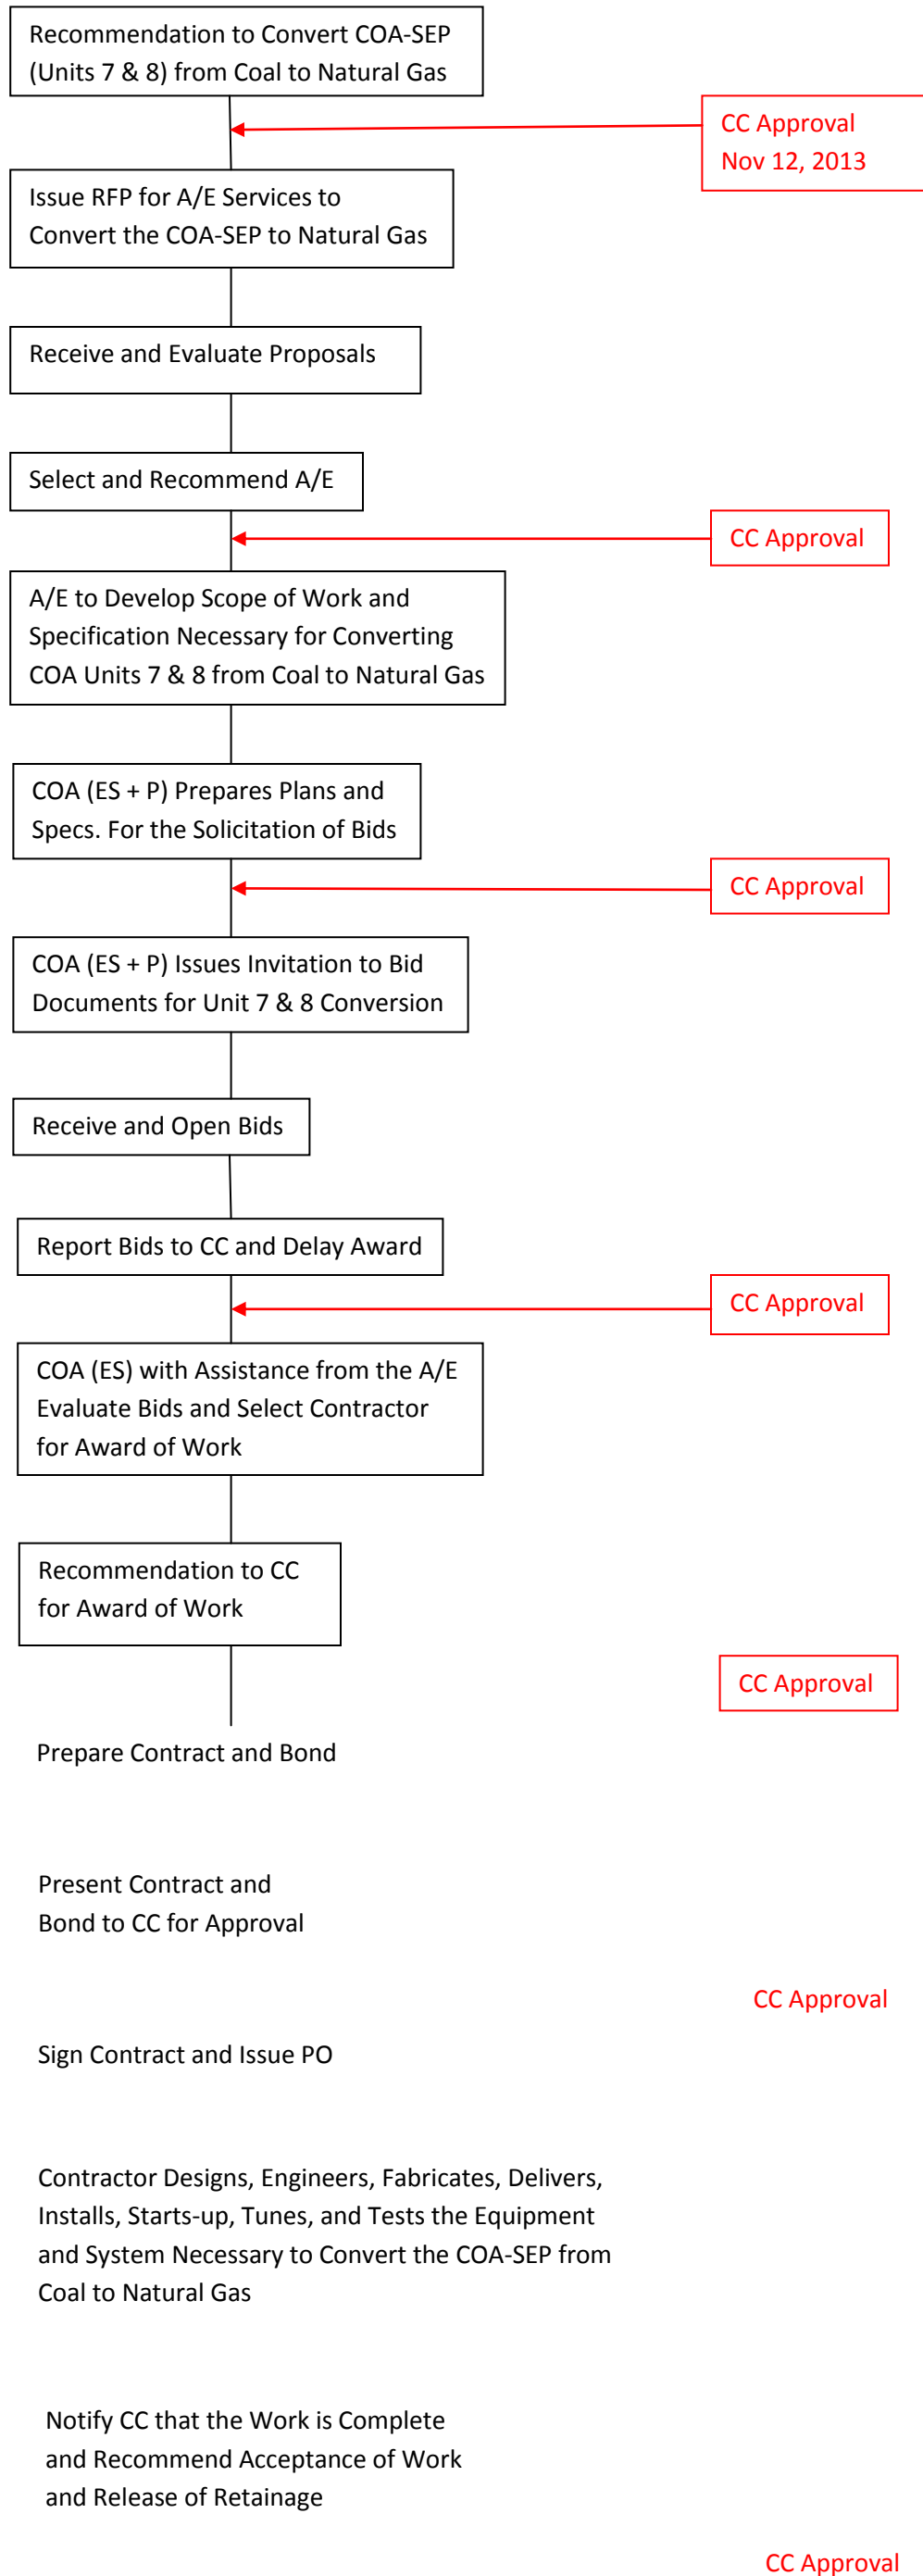 Recommendation to Convert COA-SEP
(Units 7 & 8) from Coal to Natural Gas
CC Approval
Nov 12, 2013
Issue RFP for A/E Services to
Convert the COA-SEP to Natural Gas
Receive and Evaluate Proposals
Select and Recommend A/E
CC Approval
A/E to Develop Scope of Work and
Specification Necessary for Converting
COA Units 7 & 8 from Coal to Natural Gas
COA (ES + P) Prepares Plans and
Specs. For the Solicitation of Bids
CC Approval
COA (ES + P) Issues Invitation to Bid
Documents for Unit 7 & 8 Conversion
Receive and Open Bids
Report Bids to CC and Delay Award
CC Approval
COA (ES) with Assistance from the A/E
Evaluate Bids and Select Contractor
for Award of Work
Recommendation to CC
for Award of Work
CC Approval
Prepare Contract and Bond
Present Contract and
Bond to CC for Approval
CC Approval
Sign Contract and Issue PO
Contractor Designs, Engineers, Fabricates, Delivers,
Installs, Starts-up, Tunes, and Tests the Equipment
and System Necessary to Convert the COA-SEP from
Coal to Natural Gas
Notify CC that the Work is Complete
and Recommend Acceptance of Work
and Release of Retainage
CC Approval